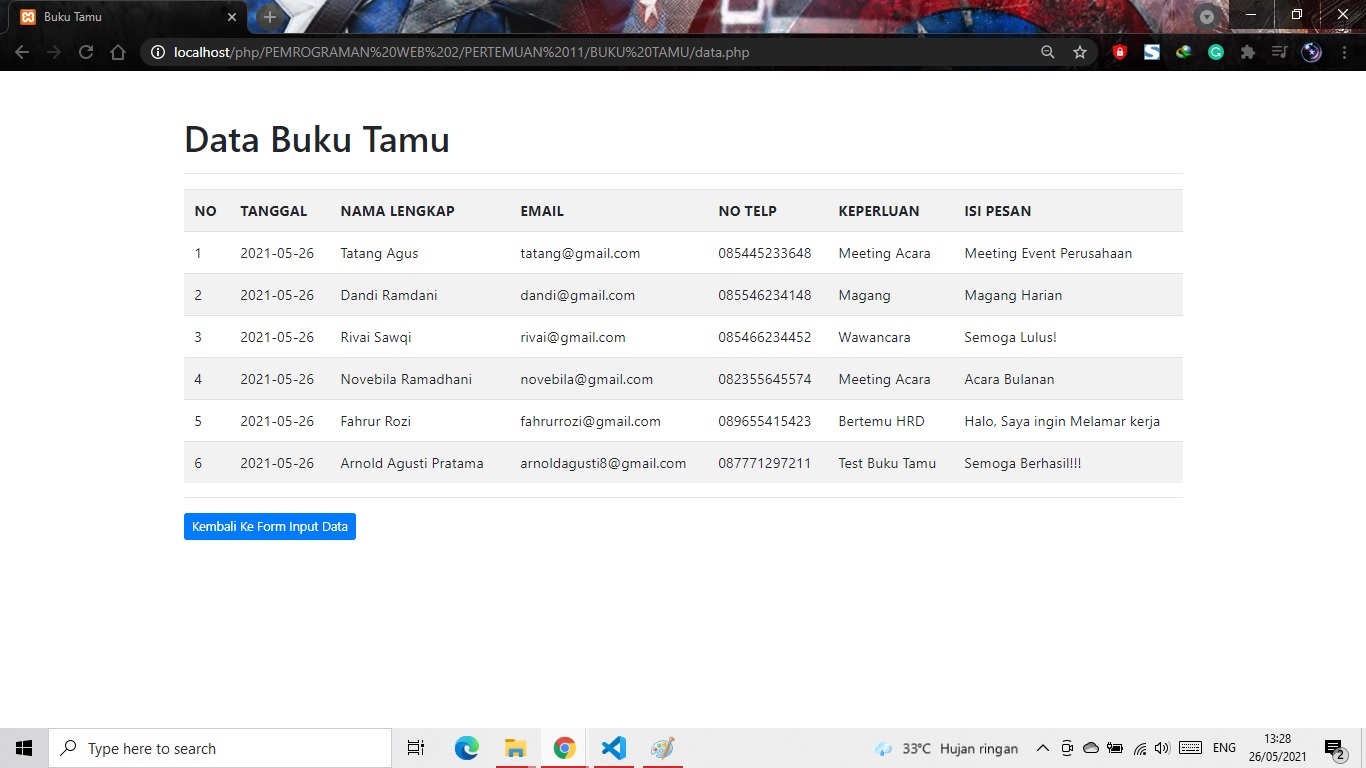 Buku Tamu
localhost/php/PEMROGRAMAN%20WEB%202/PERTEMUAN%2011/BUKU%20TAMU/data.php
Data Buku Tamu
NO TANGGAL NAMA LENGKAP EMAIL NO TELP KEPERLUAN ISI PESAN
1 2021-05-26 Tatang Agus tatang@gmail.com 085445233648 Meeting Acara Meeting Event Perusahaan
2 2021-05-26 Dandi Ramdani dandi@gmail.com 085546234148 Magang Magang Harian
3 2021-05-26 Rivai Sawqi rivai@gmail.com 085466234452 Wawancara Semoga Lulus!
4 2021-05-26 Novebila Ramadhani novebila@gmail.com 082355645574 Meeting Acara Acara Bulanan
5 2021-05-26 Fahrur Rozi fahrurrozi@gmail.com 089655415423 Bertemu HRD Halo, Saya ingin Melamar kerja
6 2021-05-26 Arnold Agusti Pratama arnoldagusti8@gmail.com 087771297211 Test Buku Tamu Semoga Berhasil!!!
Kembali Ke Form Input Data
Type here to search 33°C Hujan ringan ENG 13:28
26/05/2021 2